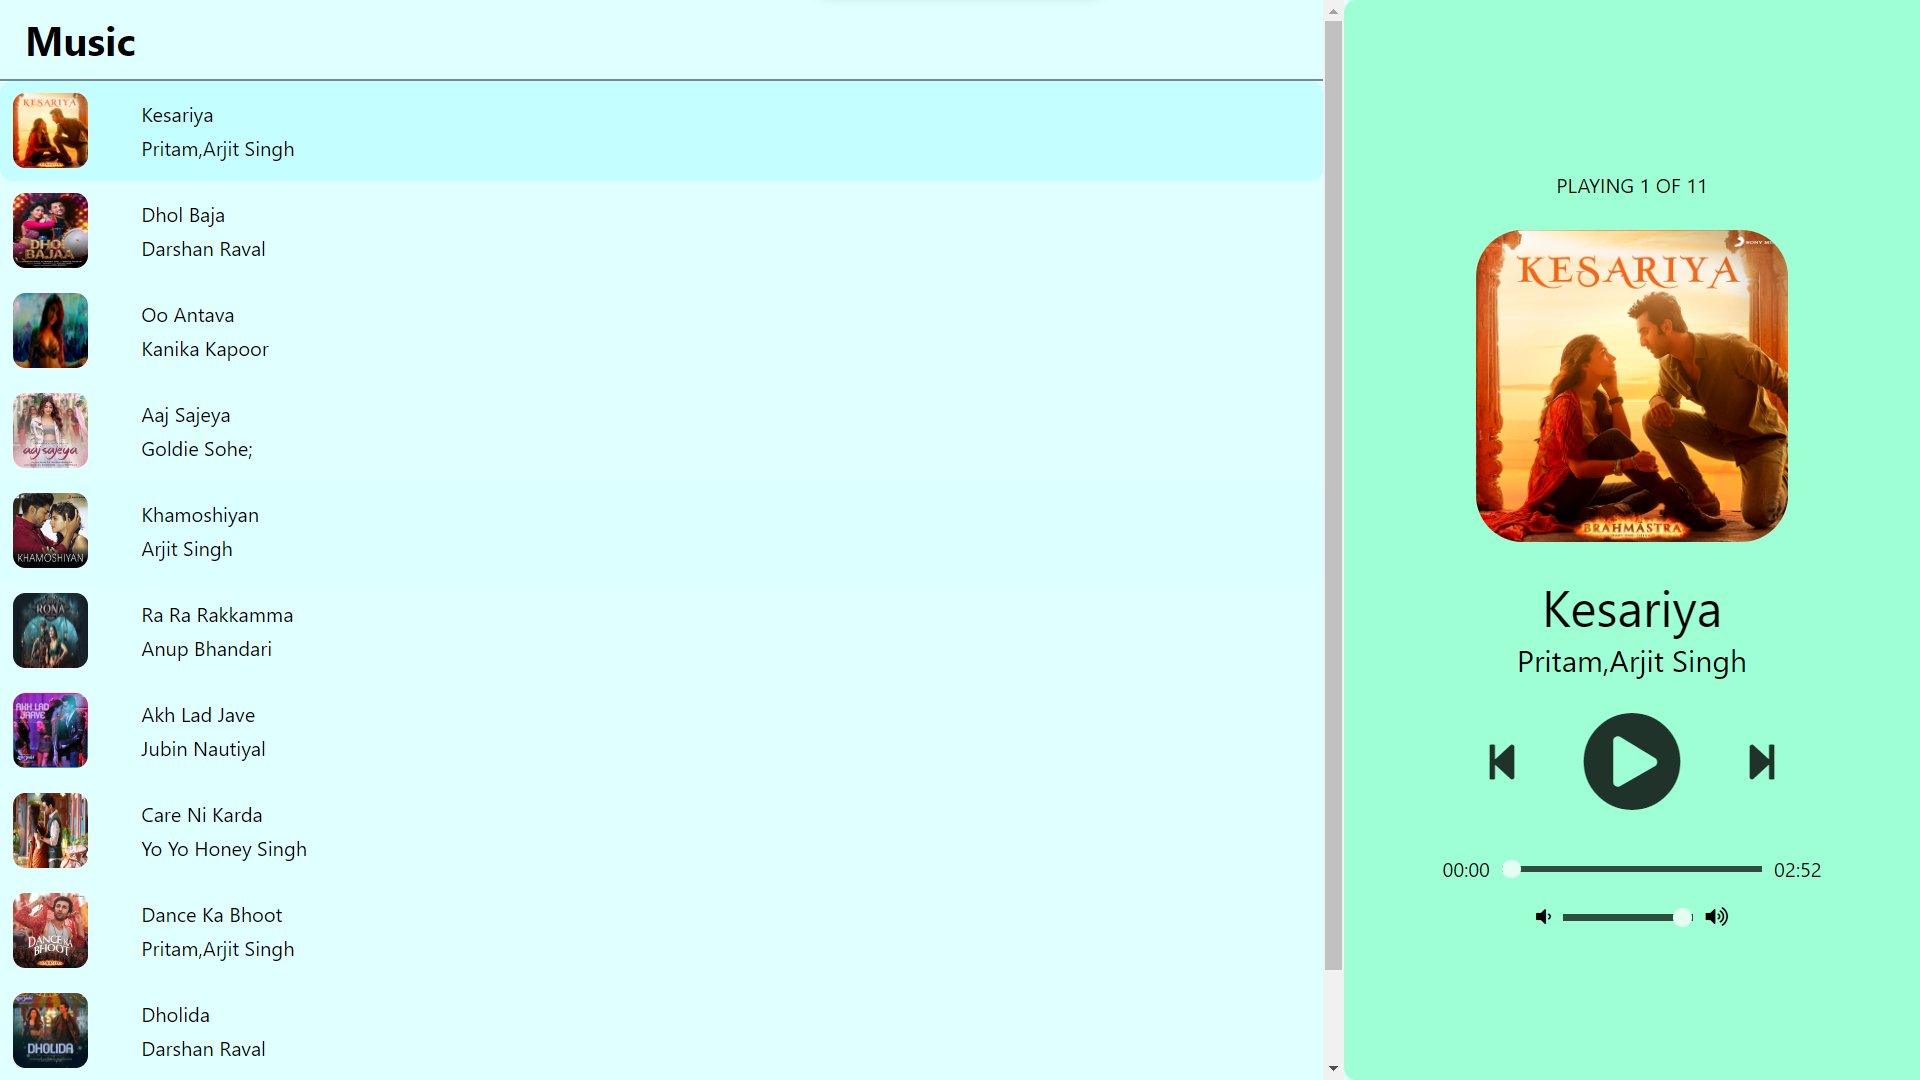 Music
KESARIYA
Kesariya
Pritam,Arjit Singh
DHOL
BAJAA
Dhol Baja
Darshan Raval
Oo Antava
Kanika Kapoor
aaj sajeya
Aaj Sajeya
Goldie Sohe;
KHAMOSHIYAN
Khamoshiyan
Arjit Singh
RONA
Ra Ra Rakkamma
Anup Bhandari
AKH LAD
JAAVE
Akh Lad Jave
Jubin Nautiyal
Care Ni Karda
Yo Yo Honey Singh
DANCE KA
BHOOT
Dance Ka Bhoot
Pritam,Arjit Singh
DHOLIDA
Dholida
Darshan Raval
PLAYING 1 OF 11
SONY MU
KESARIYA
BRAHMĀSTRA
Kesariya
Pritam,Arjit Singh
00:00
02:52